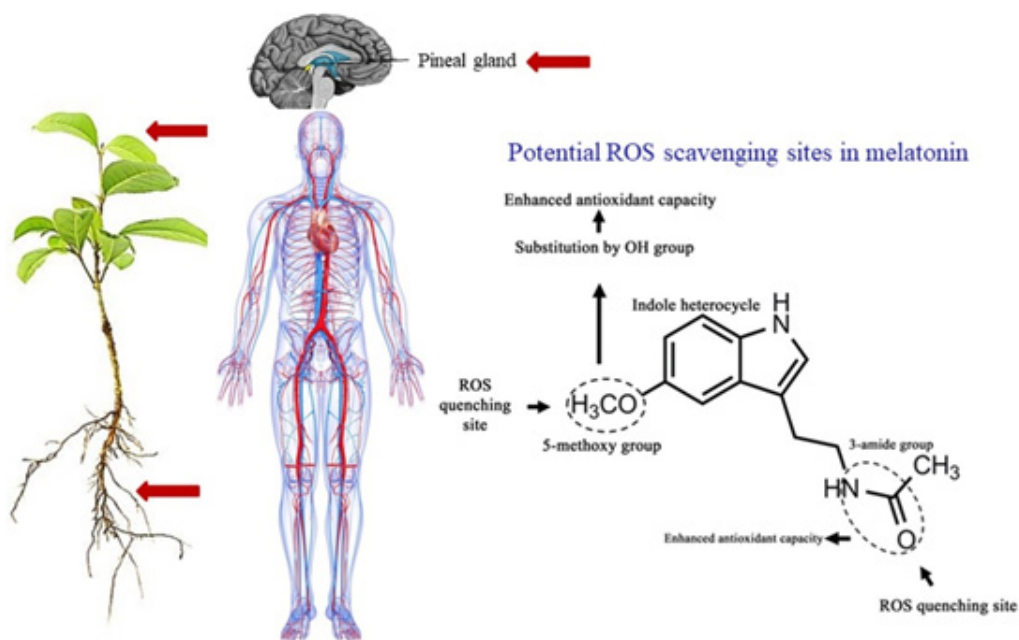 Pineal gland
Potential ROS scavenging sites in melatonin
Enhanced antioxidant capacity
Substitution by OH group
Indole heterocycle
H
N
ROS
quenching
site
H₃CO
5-methoxy group
3-amide group
CH₃
HN
O
Enhanced antioxidant capacity
ROS quenching site